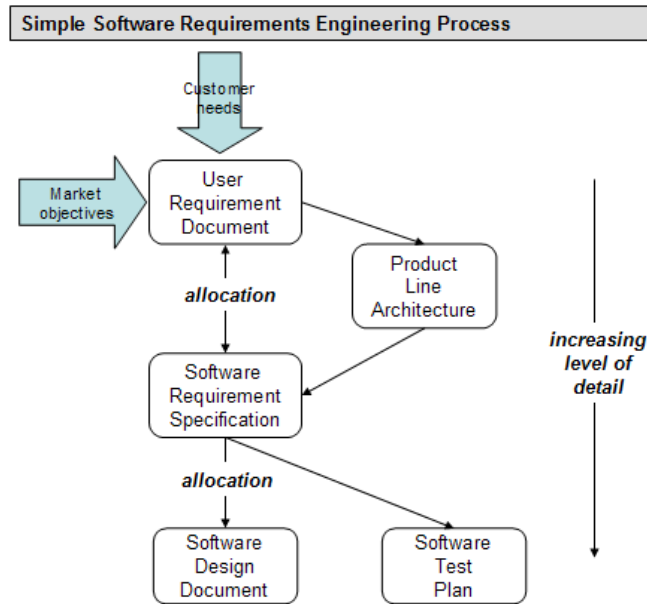 Simple Software Requirements Engineering Process
Customer
needs
Market
objectives
User
Requirement
Document
Product
Line
Architecture
allocation
increasing
level of
detail
Software
Requirement
Specification
allocation
Software
Design
Document
Software
Test
Plan